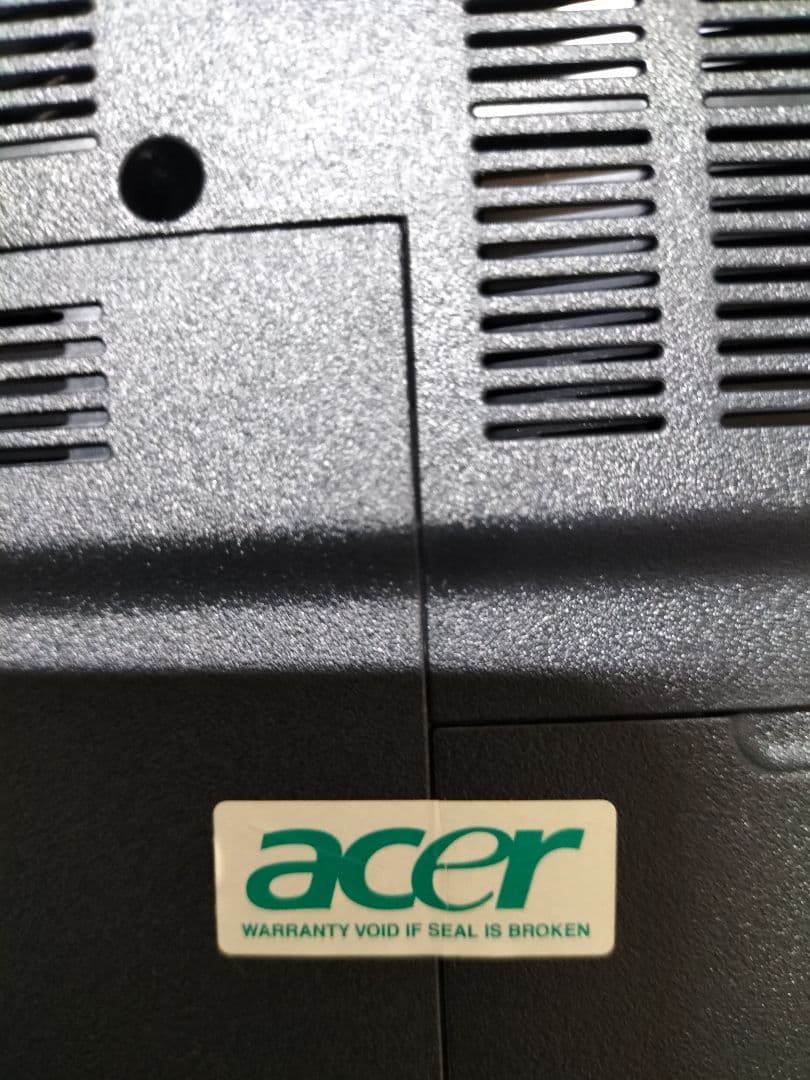 acer
WARRANTY VOID IF SEAL IS BROKEN